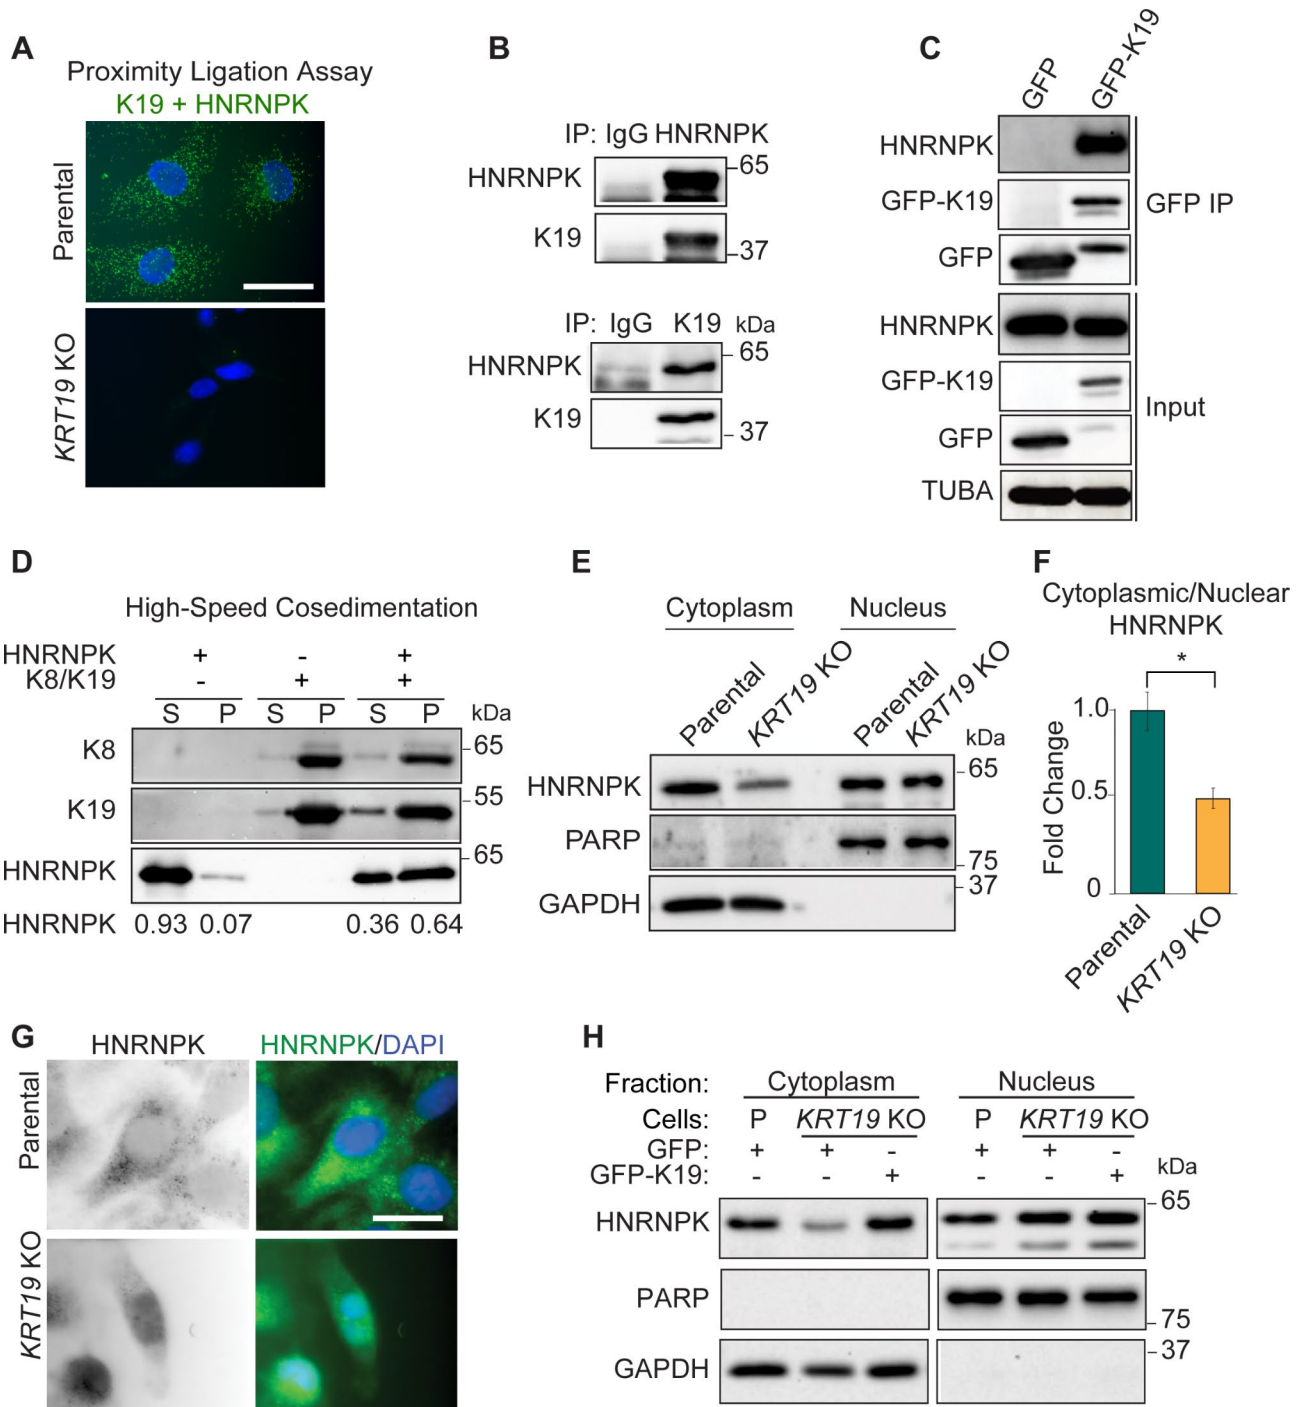 A
Proximity Ligation Assay
K19 + HNRNPK
Parental
KRT19 KO
B
IP: IgG HNRNPK
HNRNPK
65
K19
37
IP: IgG K19 kDa
HNRNPK
65
K19
37
C
GFP
GFP-K19
HNRNPK
GFP-K19
GFP
GFP IP
HNRNPK
GFP-K19
GFP
TUBA
Input
D
High-Speed Cosedimentation
HNRNPK + - +
K8/K19 - + +
S P S P S P kDa
K8 65
K19 55
HNRNPK 65
HNRNPK 0.93 0.07 0.36 0.64
E
Cytoplasm Nucleus
Parental KRT19 KO Parental KRT19 KO
kDa
HNRNPK 65
PARP 75
GAPDH 37
F
Cytoplasmic/Nuclear
HNRNPK
*
Fold Change
1.0
0.5
0
Parental
KRT19 KO
G
HNRNPK HNRNPK/DAPI
Parental
KRT19 KO
H
Fraction: Cytoplasm Nucleus
Cells: P KRT19 KO P KRT19 KO
GFP: + + - + + -
GFP-K19: - - + - - + kDa
HNRNPK 65
PARP 75
GAPDH 37